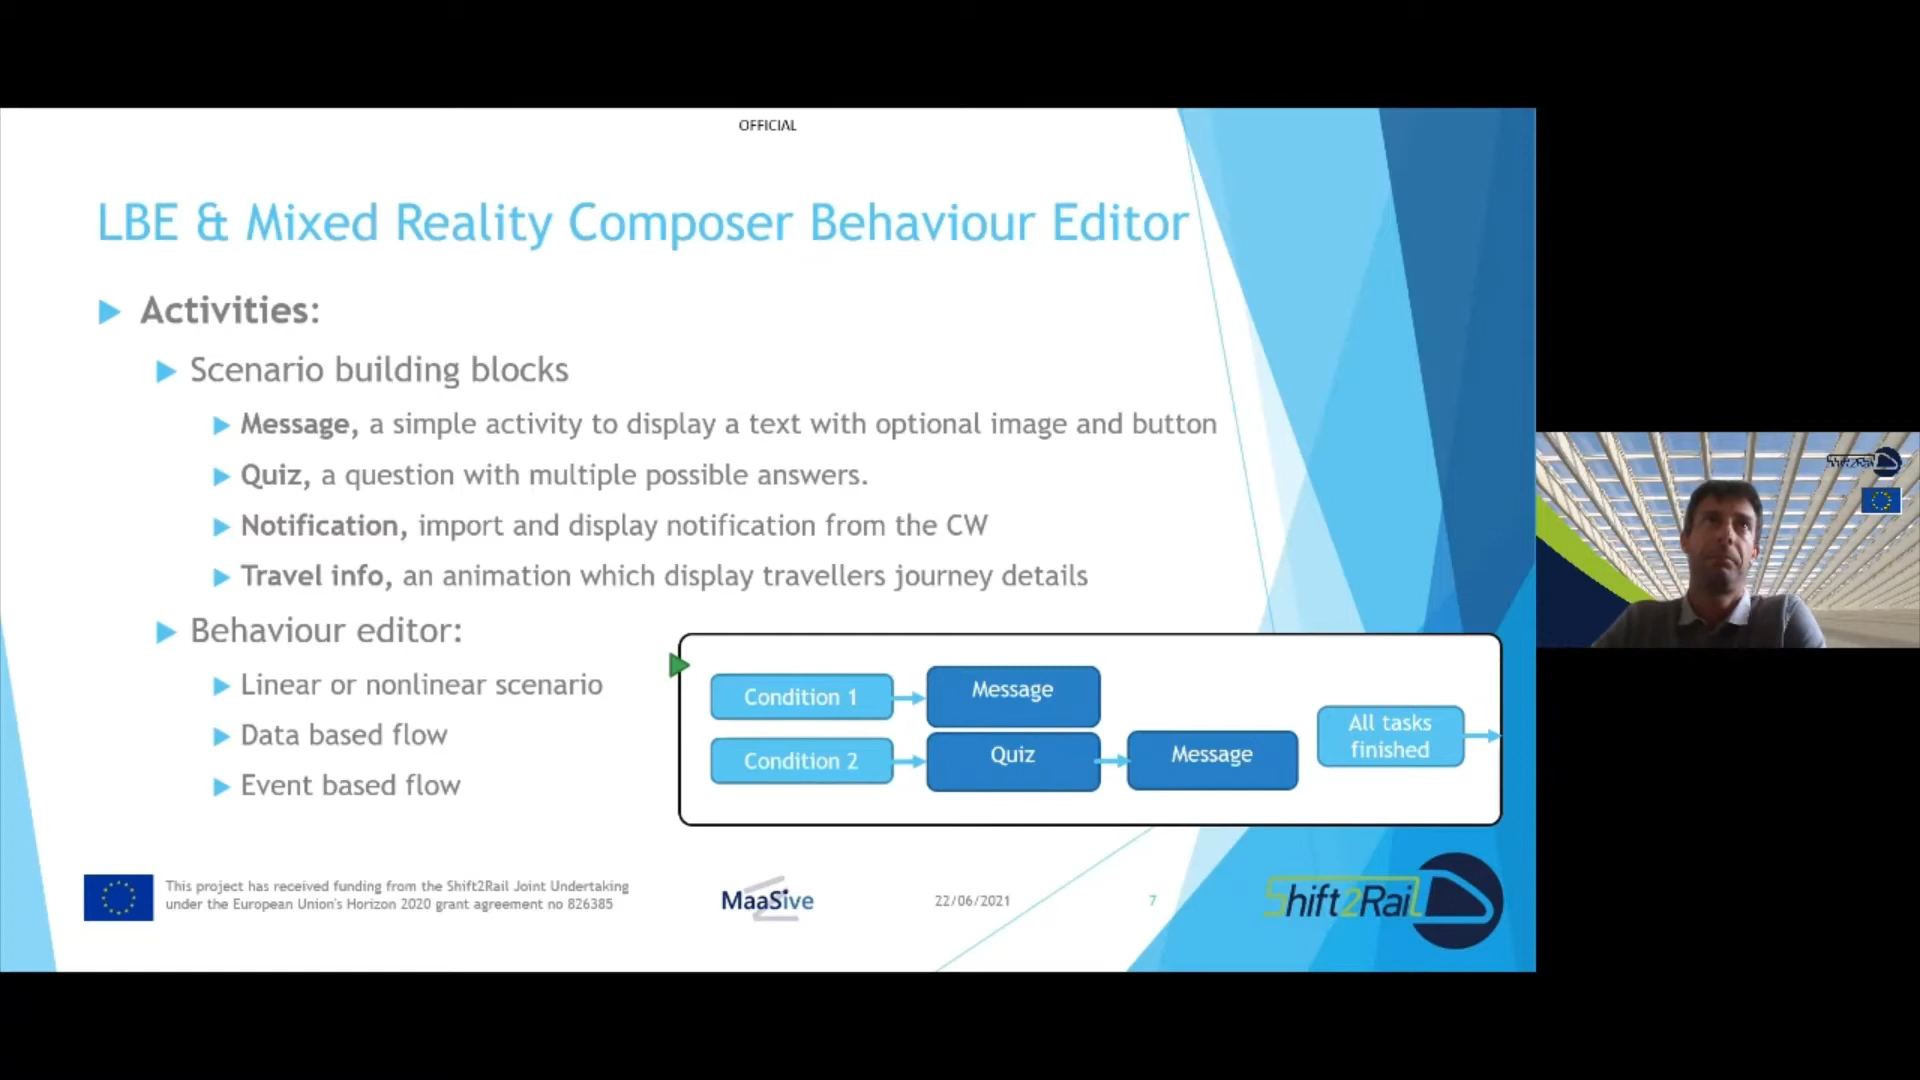 OFFICIAL
LBE & Mixed Reality Composer Behaviour Editor
Activities:
Scenario building blocks
Message, a simple activity to display a text with optional image and button
Quiz, a question with multiple possible answers.
Notification, import and display notification from the CW
Travel info, an animation which display travellers journey details
Behaviour editor:
Linear or nonlinear scenario
Data based flow
Event based flow
Condition 1
Message
Condition 2
Quiz
Message
All tasks
finished
This project has received funding from the Shift2Rail Joint Undertaking
under the European Union's Horizon 2020 grant agreement no 826385
MaaSive
22/06/2021
7
Shift2Rail
Shift2Rail